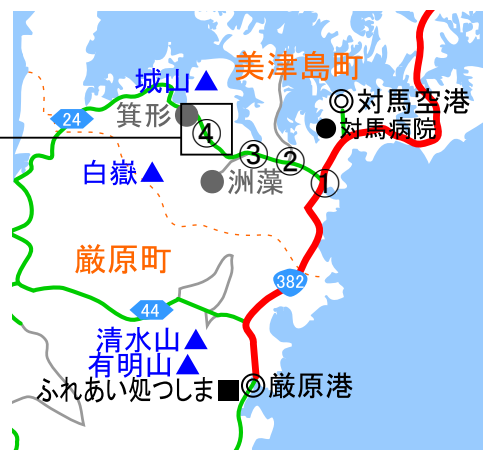 城山
美津島町
24
箕形
④
対馬空港
対馬病院
③
②
白嶽
洲藻
①
厳原町
382
44
清水山
有明山
ふれあい処つしま
厳原港